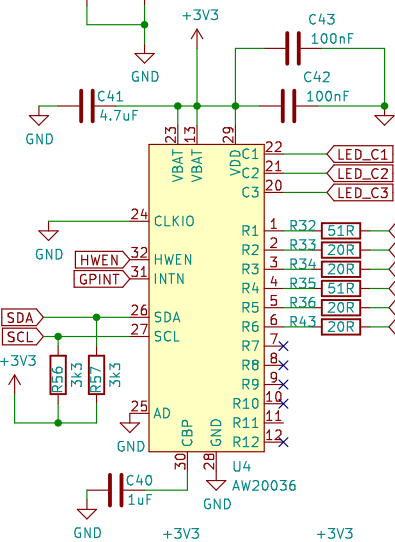 +3V3
C43
100nF
GND
C41
4.7uF
C42
100nF
GND
23
13
29
VBAT
VBAT
VDD
C1
22
LED_C1
C2
21
LED_C2
C3
20
LED_C3
24
CLKIO
R1
1
R32
51R
GND
R2
2
R33
20R
HWEN
32
HWEN
R3
3
R34
20R
GPINT
31
INTN
R4
4
R35
51R
R5
5
R36
20R
SDA
26
SDA
R6
6
R43
20R
SCL
27
SCL
R7
7
+3V3
R8
8
R56
3k3
R57
3k3
R9
9
R10
10
25
AD
R11
11
GND
CBP
GND
R12
12
30
28
U4
AW20036
C40
1uF
GND
GND
+3V3
+3V3